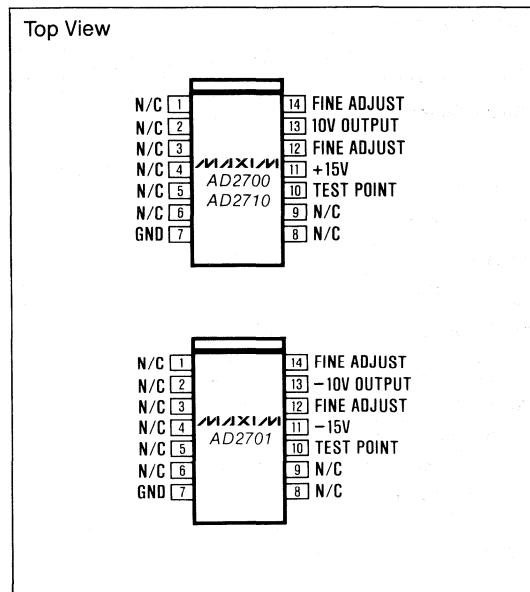 Top View
N/C 1 14 FINE ADJUST
N/C 2 13 10V OUTPUT
N/C 3 12 FINE ADJUST
N/C 4 MAXIM 11 +15V
N/C 5 AD2700 10 TEST POINT
N/C 6 AD2710 9 N/C
GND 7 8 N/C
N/C 1 14 FINE ADJUST
N/C 2 13 −10V OUTPUT
N/C 3 12 FINE ADJUST
N/C 4 MAXIM 11 −15V
N/C 5 AD2701 10 TEST POINT
N/C 6 9 N/C
GND 7 8 N/C